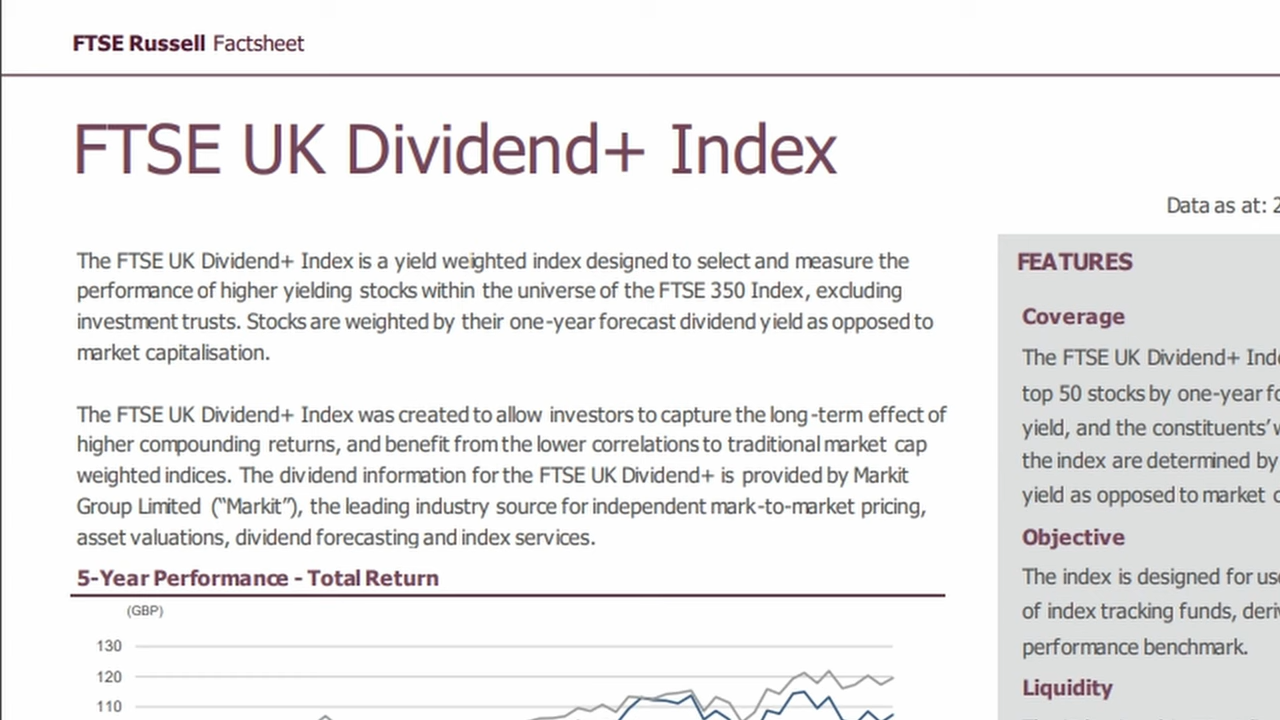 FTSE Russell Factsheet
FTSE UK Dividend+ Index
Data as at: 2
The FTSE UK Dividend+ Index is a yield weighted index designed to select and measure the
performance of higher yielding stocks within the universe of the FTSE 350 Index, excluding
investment trusts. Stocks are weighted by their one-year forecast dividend yield as opposed to
market capitalisation.
The FTSE UK Dividend+ Index was created to allow investors to capture the long-term effect of
higher compounding returns, and benefit from the lower correlations to traditional market cap
weighted indices. The dividend information for the FTSE UK Dividend+ is provided by Markit
Group Limited (“Markit”), the leading industry source for independent mark-to-market pricing,
asset valuations, dividend forecasting and index services.
5-Year Performance - Total Return
(GBP)
130
120
110
FEATURES
Coverage
The FTSE UK Dividend+
top 50 stocks by one-year
yield, and the constituents’
the index are determined by
yield as opposed to market
Objective
The index is designed for
of index tracking funds,
performance benchmark.
Liquidity